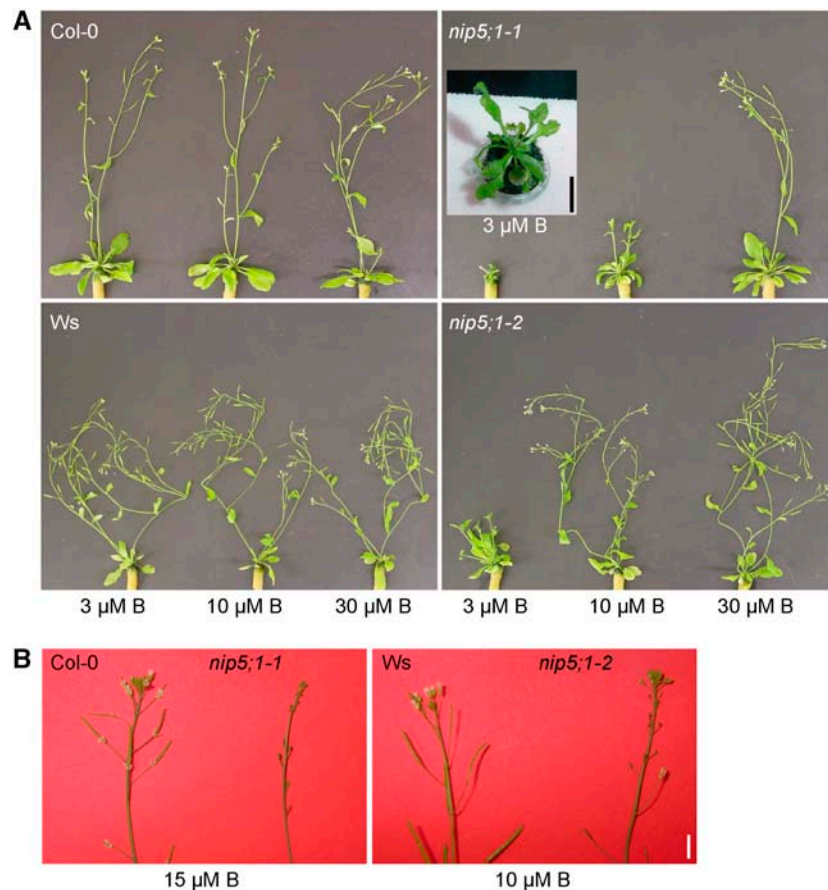 A
Col-0
nip5;1-1
3 µM B
Ws
nip5;1-2
3 µM B 10 µM B 30 µM B 3 µM B 10 µM B 30 µM B
B
Col-0 nip5;1-1 Ws nip5;1-2
15 µM B 10 µM B